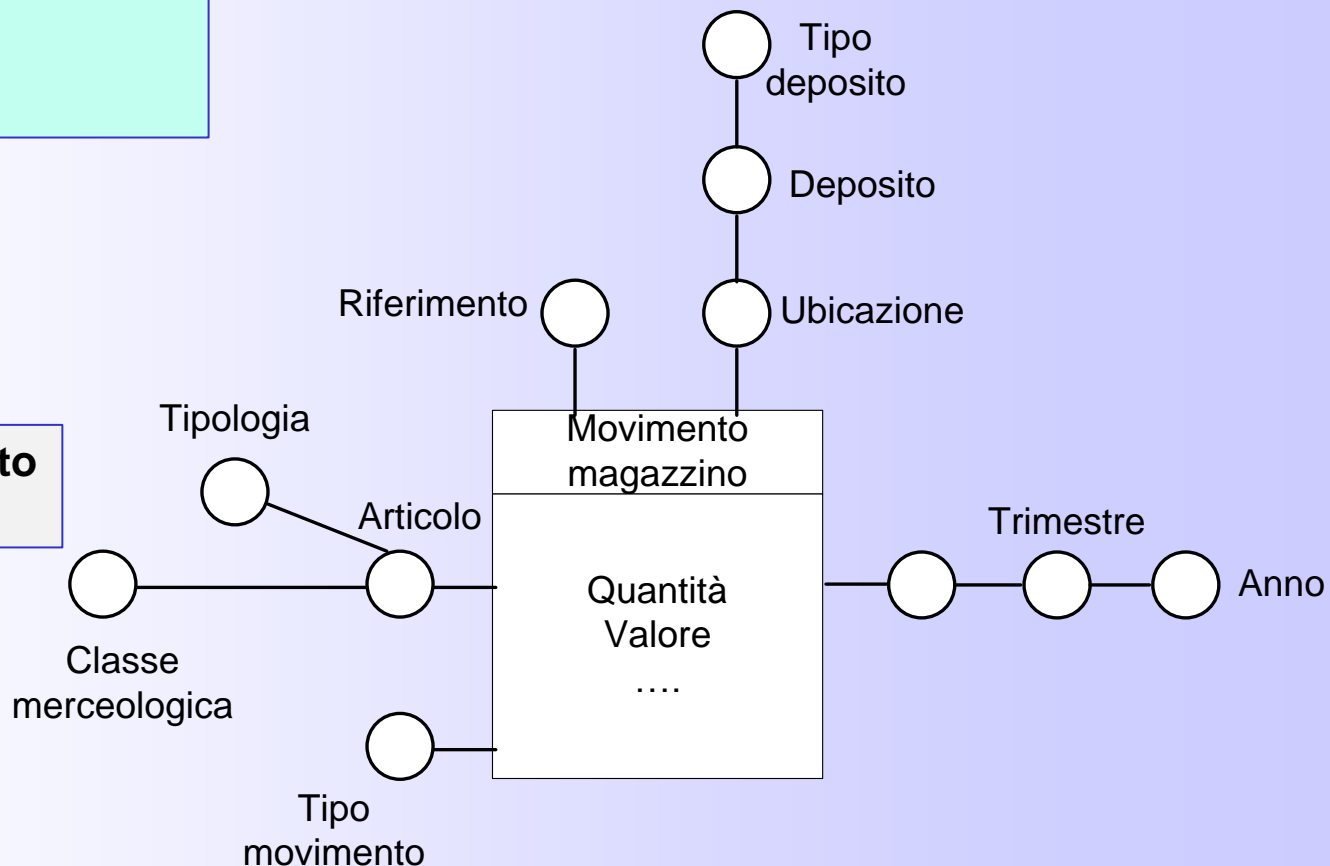 Tipo
deposito
Deposito
Riferimento
Ubicazione
Tipologia
Movimento
magazzino
to
Articolo
Trimestre
Quantità
Valore
....
Anno
Classe
merceologica
Tipo
movimento